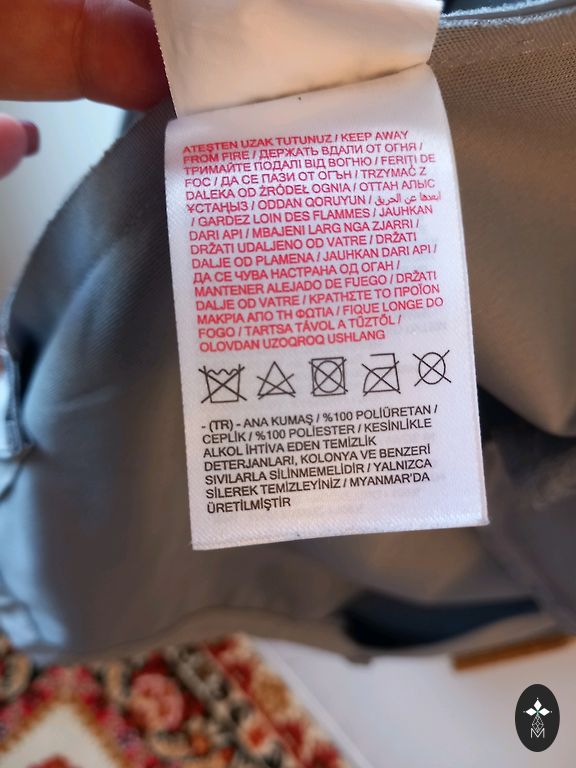 ATEŞTEN UZAK TUTUNUZ / KEEP AWAY
FROM FIRE / ДЕРЖАТЬ ВДАЛИ ОТ ОГНЯ /
ТРИМАЙТЕ ПОДАЛІ ВІД ВОГНЮ / FERIȚI DE
FOC / ДА СЕ ПАЗИ ОТ ОГЪН / TRZYMAĆ Z
DALEKA OD ŹRÓDEŁ OGNIA / ОТТАН АЛЫС
ҰСТАҢЫЗ / ODDAN QORUYUN / ابعدها عن الحريق
/ GARDEZ LOIN DES FLAMMES / JAUHKAN
DARI API / MBAJENI LARG NGA ZJARRI /
DRŽATI UDALJENO OD VATRE / DRŽATI
DALJE OD PLAMENA / JAUHKAN DARI API /
ДА СЕ ЧУВА НАСТРАНА ОД ОГАН /
MANTENER ALEJADO DE FUEGO / DRŽATI
DALJE OD VATRE / ΚΡΑΤΗΣΤΕ ΤΟ ΠΡΟΪΟΝ
ΜΑΚΡΙΑ ΑΠΟ ΤΗ ΦΩΤΙΑ / FIQUE LONGE DO
FOGO / TARTSA TÁVOL A TŰZTŐL /
OLOVDAN UZOQROQ USHLANG
- (TR) - ANA KUMAŞ / %100 POLİÜRETAN /
CEPLİK / %100 POLİESTER / KESİNLİKLE
ALKOL İHTİVA EDEN TEMİZLİK
DETERJANLARI, KOLONYA VE BENZERİ
SIVILARLA SİLİNMEMELİDİR / YALNIZCA
SİLEREK TEMİZLEYİNİZ / MYANMAR'DA
ÜRETİLMİŞTİR
M